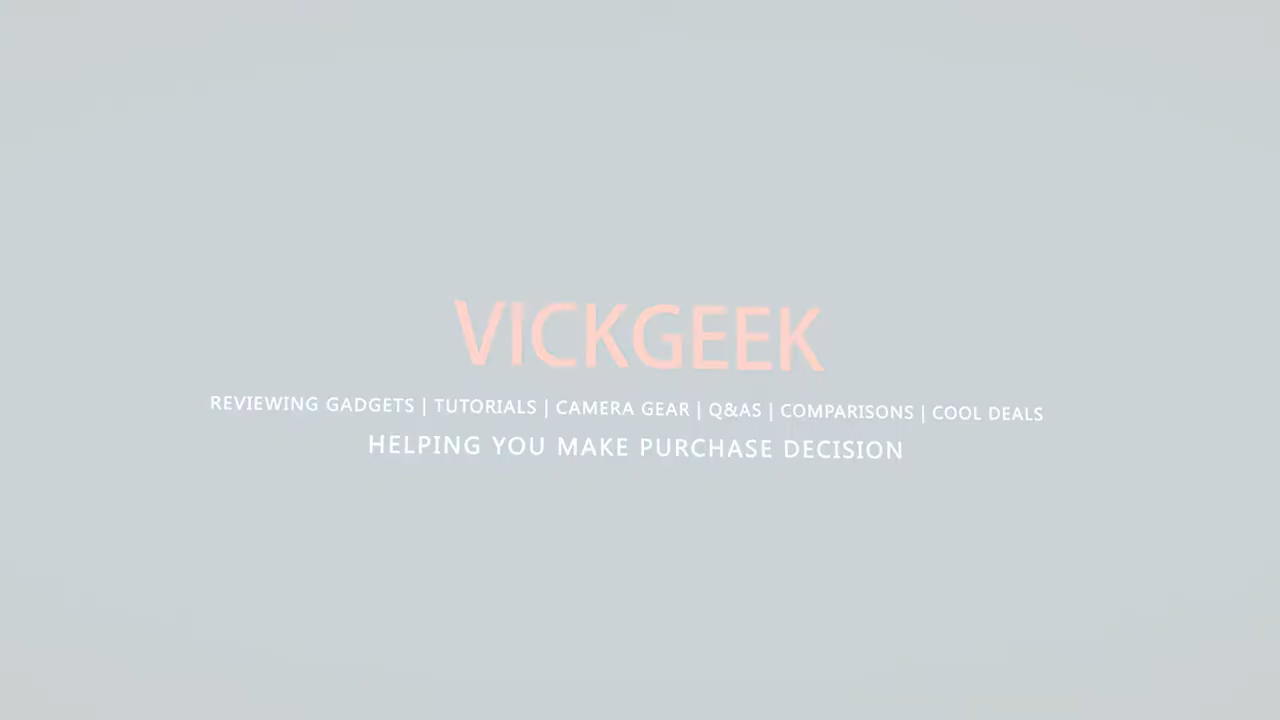 VICKGEEK
REVIEWING GADGETS | TUTORIALS | CAMERA GEAR | Q&AS | COMPARISONS | COOL DEALS
HELPING YOU MAKE PURCHASE DECISION